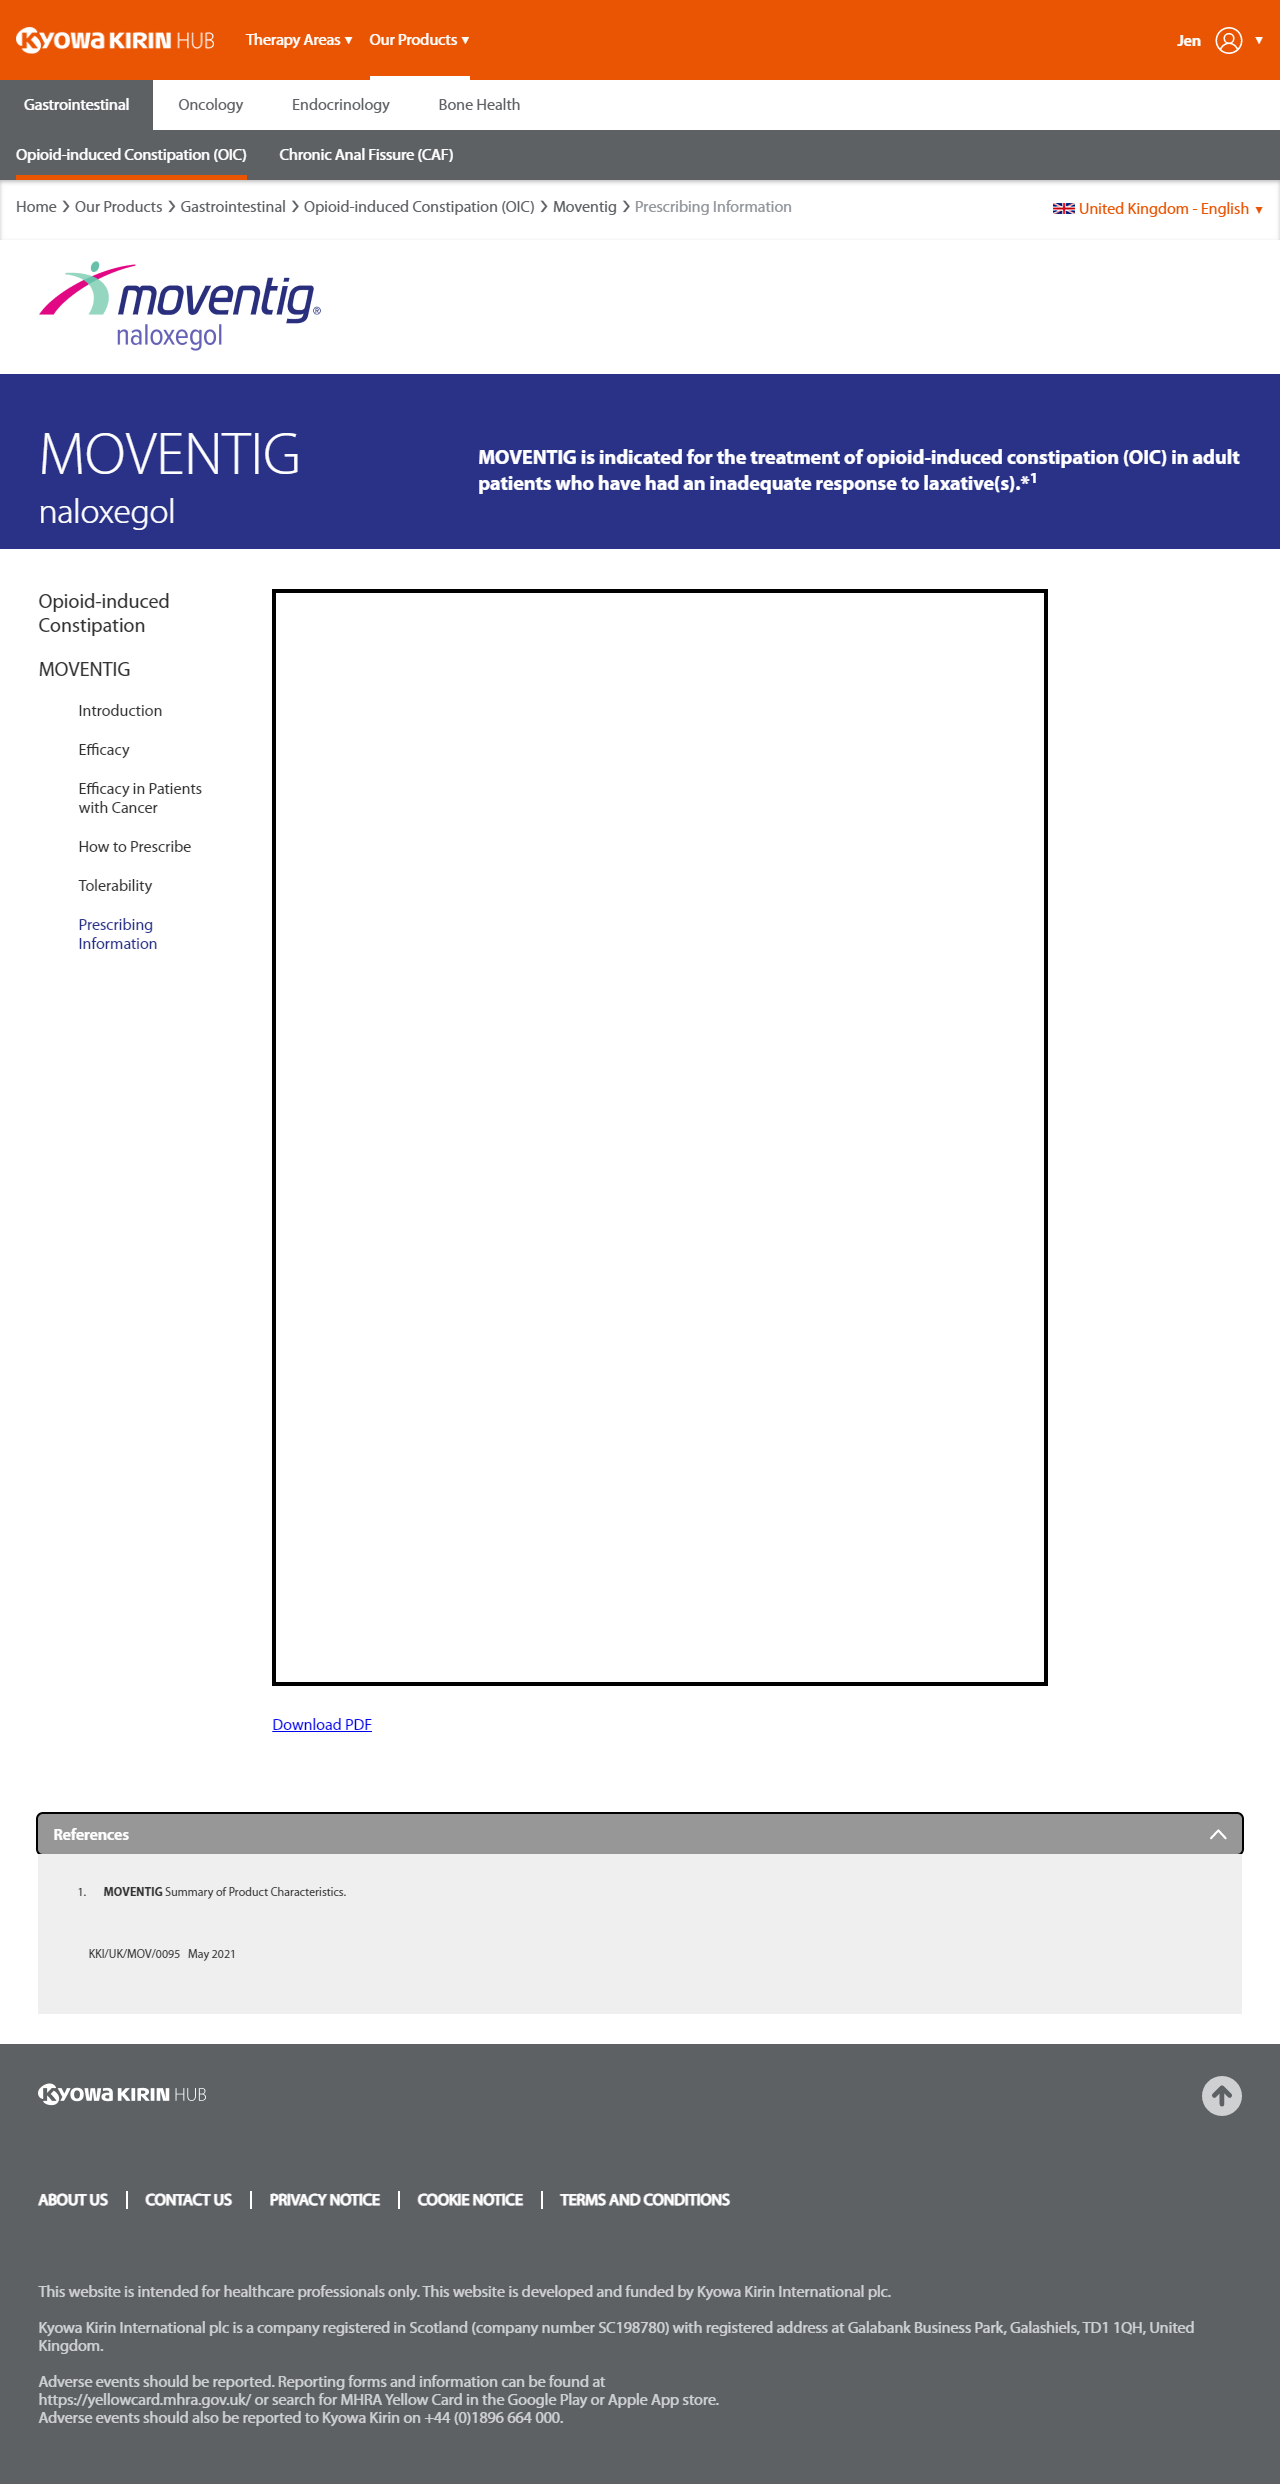 KYOWA KIRIN HUB
Therapy Areas ▼
Our Products ▼
Jen ▼
Gastrointestinal
Oncology
Endocrinology
Bone Health
Opioid-induced Constipation (OIC)
Chronic Anal Fissure (CAF)
Home > Our Products > Gastrointestinal > Opioid-induced Constipation (OIC) > Moventig > Prescribing Information
United Kingdom - English ▼
moventig®
naloxegol
MOVENTIG
naloxegol
MOVENTIG is indicated for the treatment of opioid-induced constipation (OIC) in adult
patients who have had an inadequate response to laxative(s).*1
Opioid-induced
Constipation
MOVENTIG
Introduction
Efficacy
Efficacy in Patients
with Cancer
How to Prescribe
Tolerability
Prescribing
Information
Download PDF
References
1. MOVENTIG Summary of Product Characteristics.
KKI/UK/MOV/0095 May 2021
KYOWA KIRIN HUB
ABOUT US | CONTACT US | PRIVACY NOTICE | COOKIE NOTICE | TERMS AND CONDITIONS
This website is intended for healthcare professionals only. This website is developed and funded by Kyowa Kirin International plc.
Kyowa Kirin International plc is a company registered in Scotland (company number SC198780) with registered address at Galabank Business Park, Galashiels, TD1 1QH, United
Kingdom.
Adverse events should be reported. Reporting forms and information can be found at
https://yellowcard.mhra.gov.uk/ or search for MHRA Yellow Card in the Google Play or Apple App store.
Adverse events should also be reported to Kyowa Kirin on +44 (0)1896 664 000.